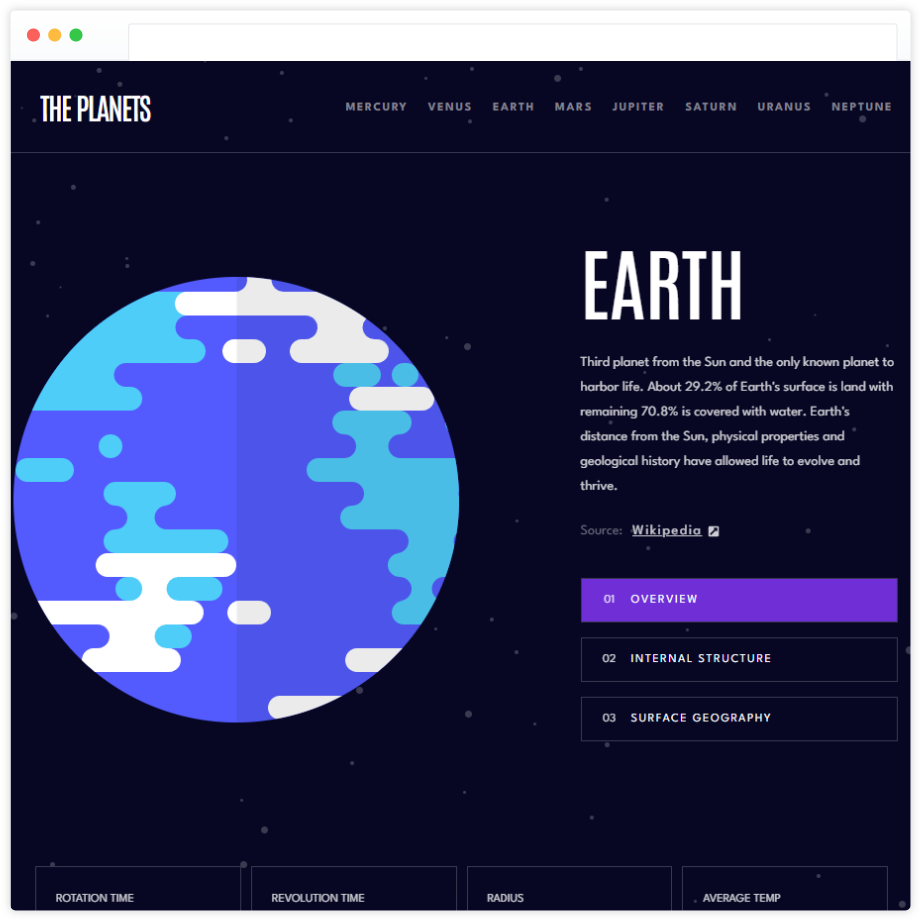 THE PLANETS
MERCURY VENUS EARTH MARS JUPITER SATURN URANUS NEPTUNE
EARTH
Third planet from the Sun and the only known planet to
harbor life. About 29.2% of Earth's surface is land with
remaining 70.8% is covered with water. Earth's
distance from the Sun, physical properties and
geological history have allowed life to evolve and
thrive.
Source: Wikipedia
01 OVERVIEW
02 INTERNAL STRUCTURE
03 SURFACE GEOGRAPHY
ROTATION TIME REVOLUTION TIME RADIUS AVERAGE TEMP